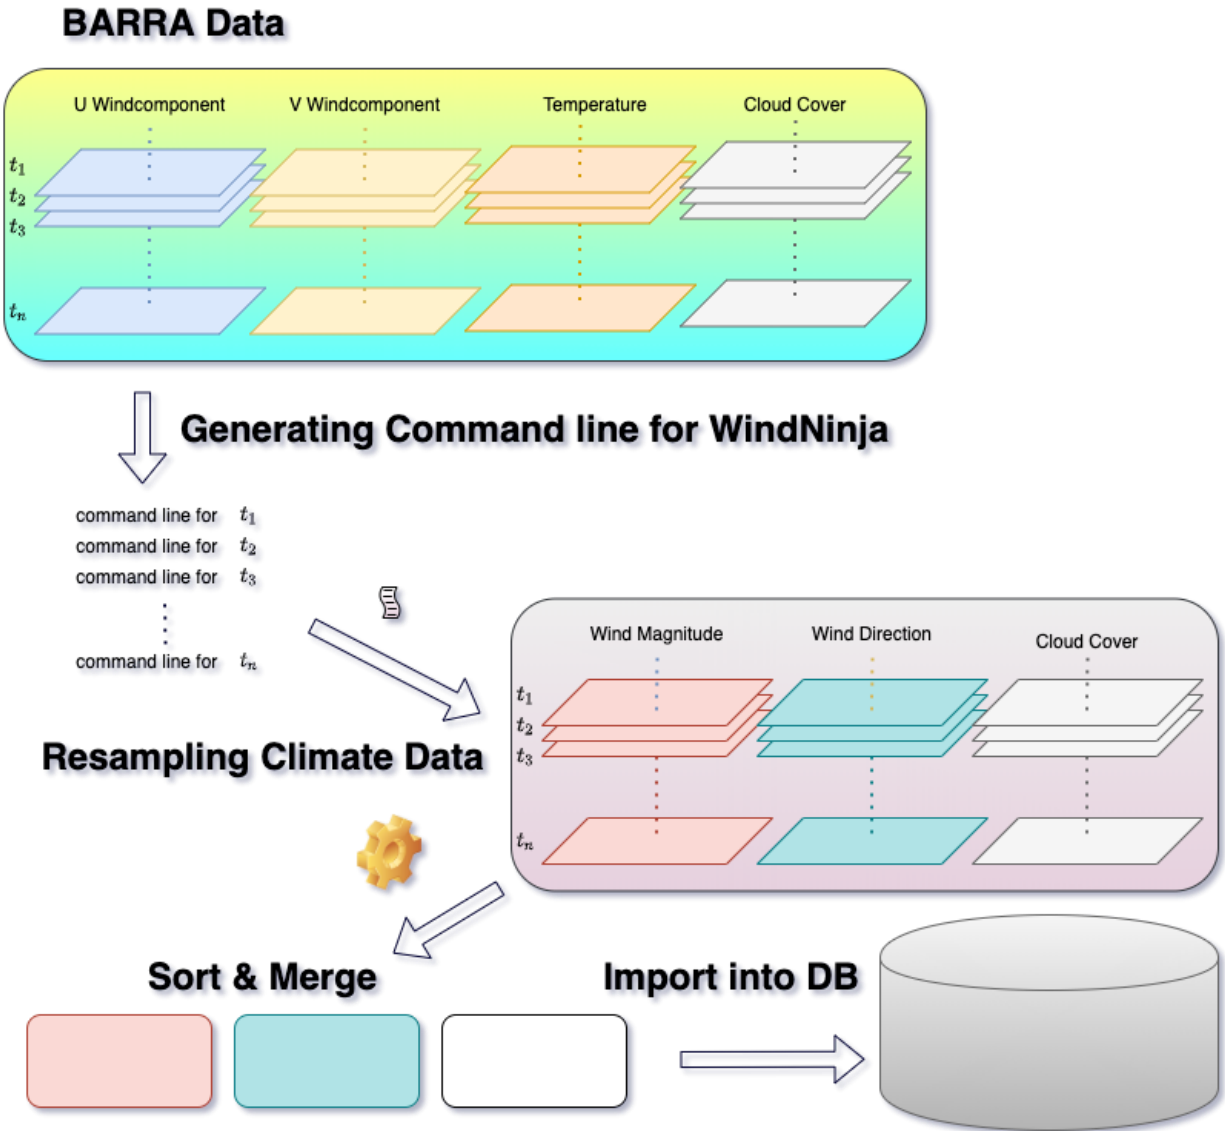 BARRA Data
U Windcomponent V Windcomponent Temperature Cloud Cover
t1
t2
t3
tn
Generating Command line for WindNinja
command line for t1
command line for t2
command line for t3
command line for tn
Wind Magnitude Wind Direction Cloud Cover
t1
t2
t3
tn
Resampling Climate Data
Sort & Merge
Import into DB